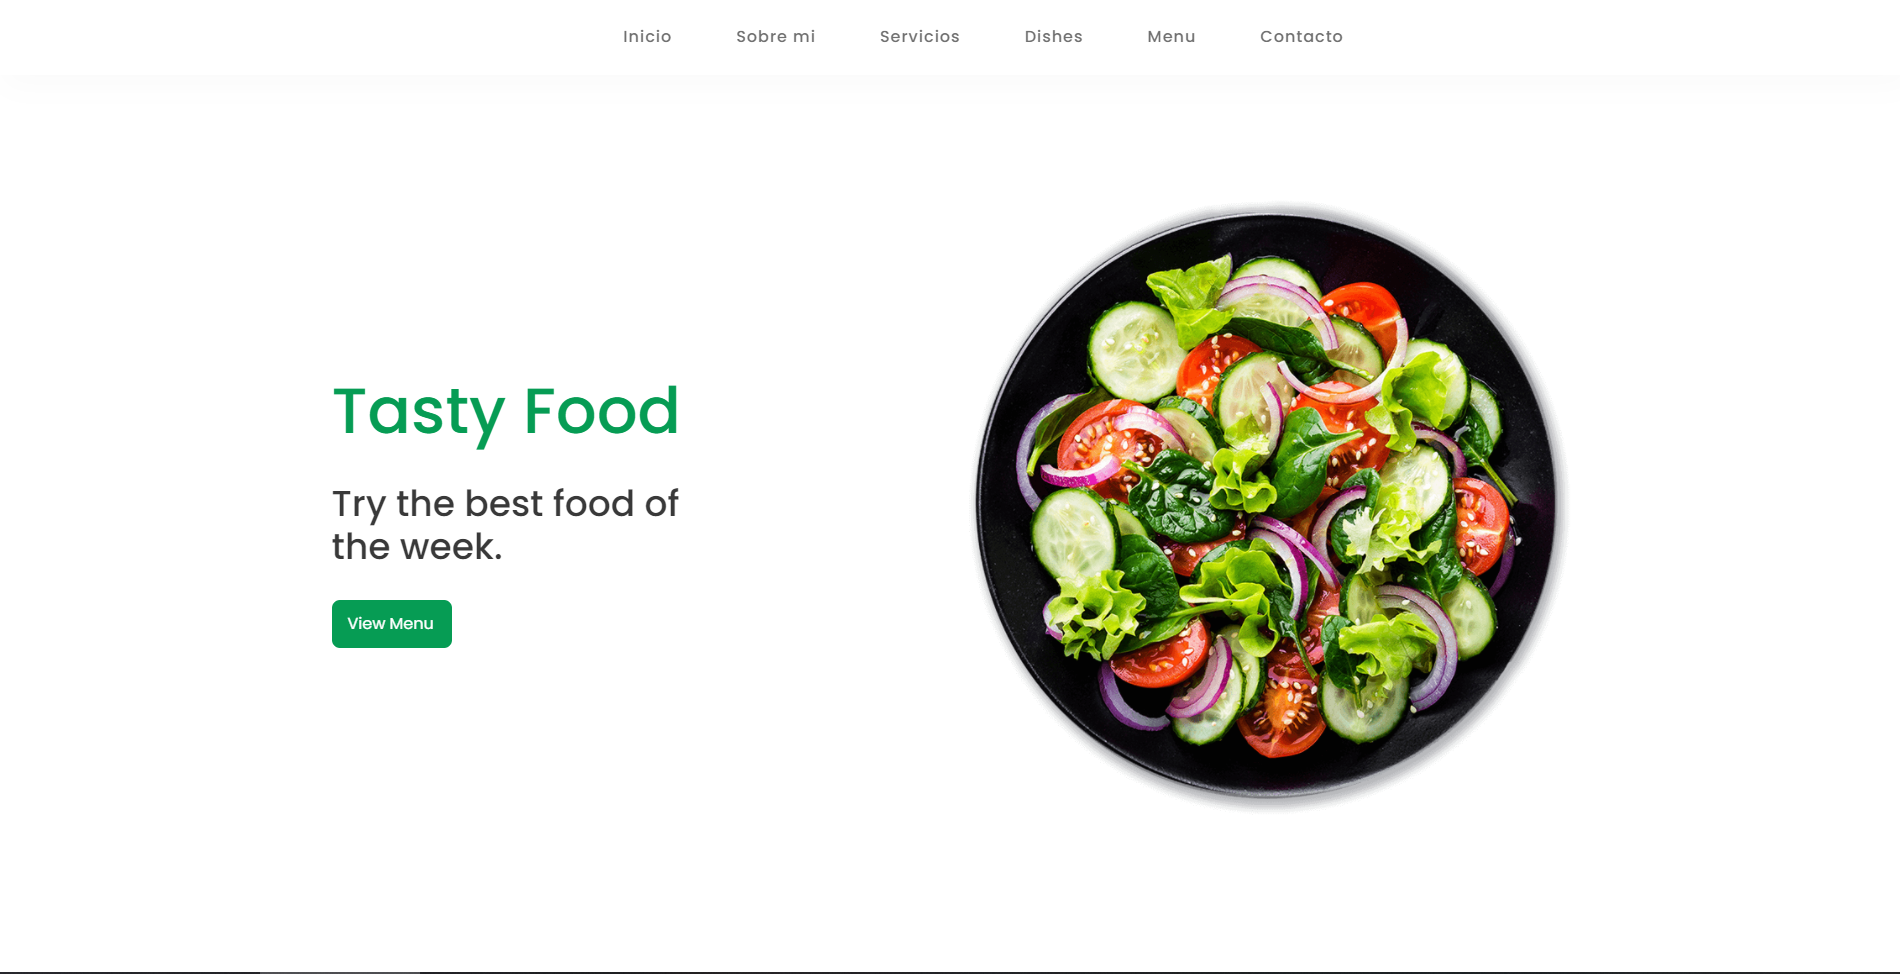 Inicio Sobre mi Servicios Dishes Menu Contacto
Tasty Food
Try the best food of
the week.
View Menu